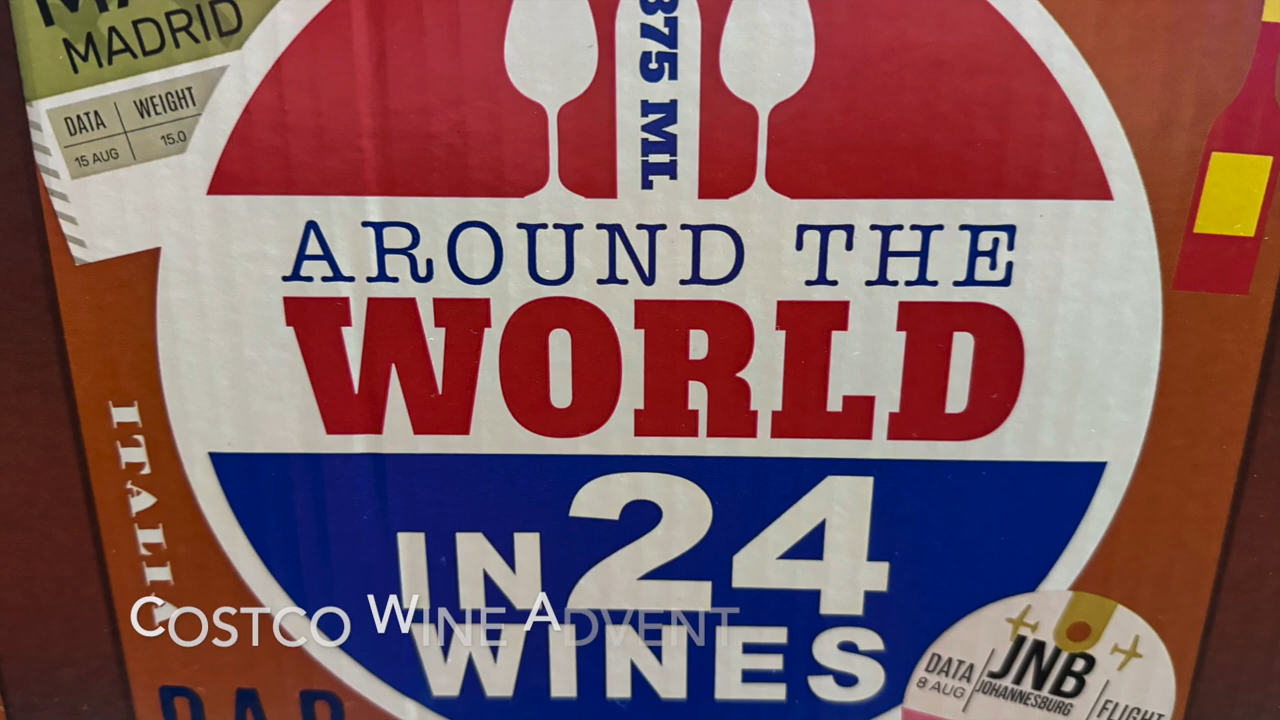 MADRID
DATA WEIGHT
15 AUG 15.0
375 ML
AROUND THE
WORLD
IN 24
WINES
COSTCO WINE ADVENT
JNB
DATA
8 AUG
JOHANNESBURG
FLIGHT